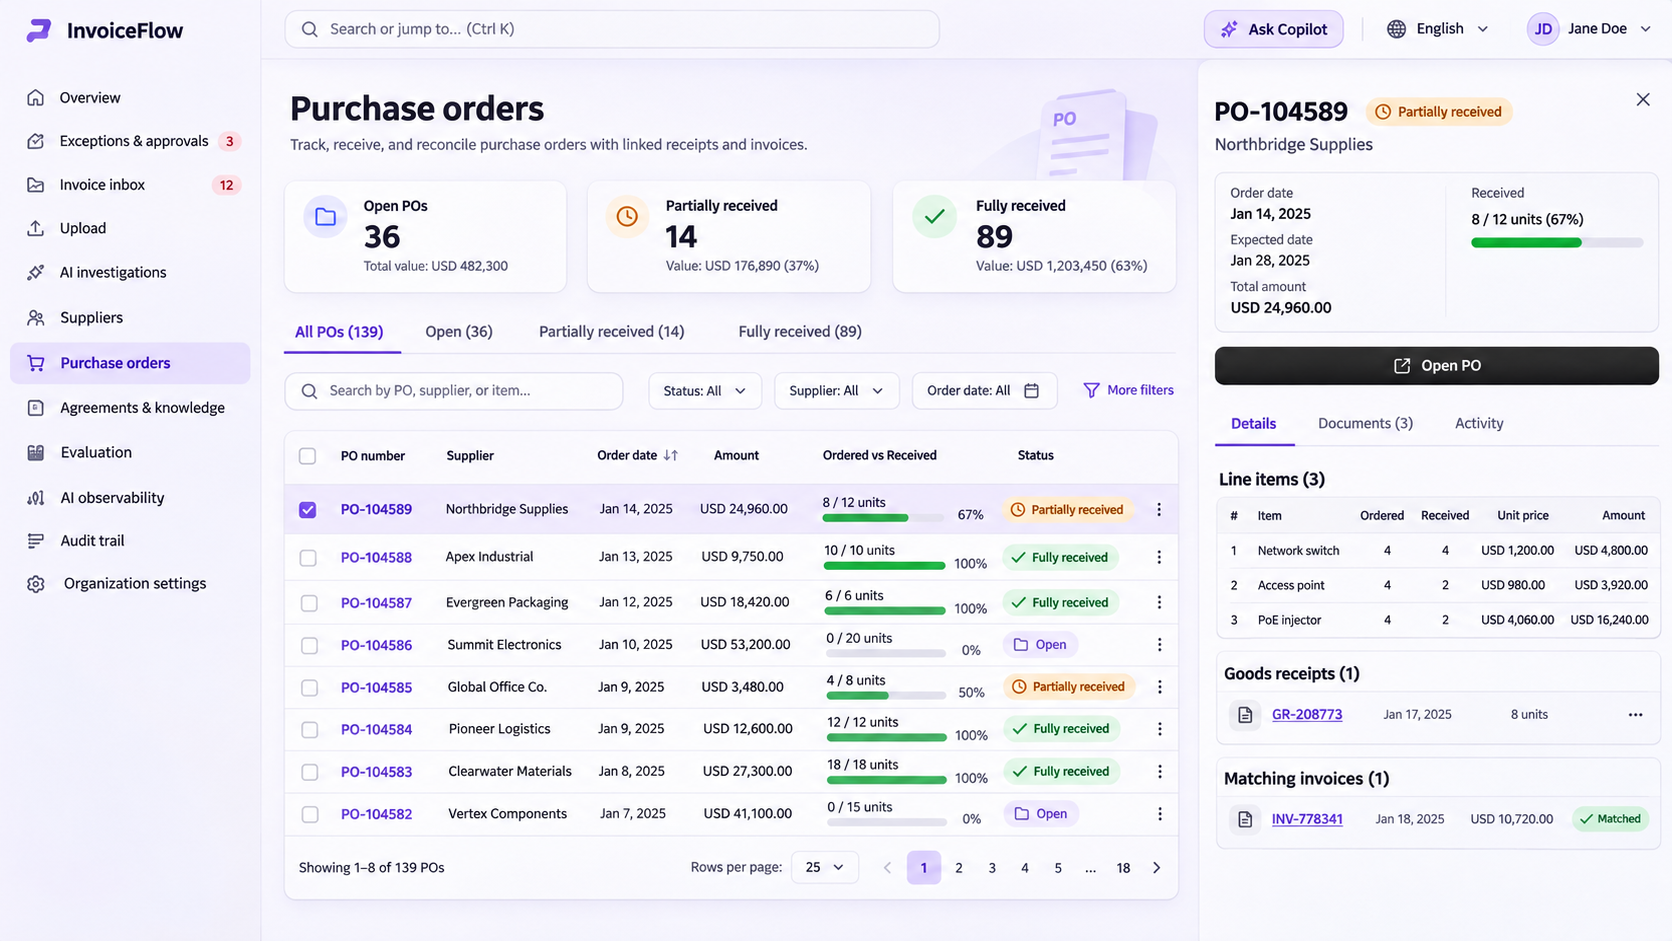 InvoiceFlow
Search or jump to... (Ctrl K)
Ask Copilot
English
JD
Jane Doe
Overview
Exceptions & approvals 3
Invoice inbox 12
Upload
AI investigations
Suppliers
Purchase orders
Agreements & knowledge
Evaluation
AI observability
Audit trail
Organization settings
Purchase orders
Track, receive, and reconcile purchase orders with linked receipts and invoices.
PO
Open POs
36
Total value: USD 482,300
Partially received
14
Value: USD 176,890 (37%)
Fully received
89
Value: USD 1,203,450 (63%)
All POs (139) Open (36) Partially received (14) Fully received (89)
Search by PO, supplier, or item... Status: All Supplier: All Order date: All More filters
PO number Supplier Order date Amount Ordered vs Received Status
PO-104589 Northbridge Supplies Jan 14, 2025 USD 24,960.00 8 / 12 units 67% Partially received
PO-104588 Apex Industrial Jan 13, 2025 USD 9,750.00 10 / 10 units 100% Fully received
PO-104587 Evergreen Packaging Jan 12, 2025 USD 18,420.00 6 / 6 units 100% Fully received
PO-104586 Summit Electronics Jan 10, 2025 USD 53,200.00 0 / 20 units 0% Open
PO-104585 Global Office Co. Jan 9, 2025 USD 3,480.00 4 / 8 units 50% Partially received
PO-104584 Pioneer Logistics Jan 9, 2025 USD 12,600.00 12 / 12 units 100% Fully received
PO-104583 Clearwater Materials Jan 8, 2025 USD 27,300.00 18 / 18 units 100% Fully received
PO-104582 Vertex Components Jan 7, 2025 USD 41,100.00 0 / 15 units 0% Open
Showing 1–8 of 139 POs Rows per page: 25 1 2 3 4 5 ... 18
PO-104589 Partially received
Northbridge Supplies
Order date
Jan 14, 2025
Expected date
Jan 28, 2025
Total amount
USD 24,960.00
Received
8 / 12 units (67%)
Open PO
Details Documents (3) Activity
Line items (3)
# Item Ordered Received Unit price Amount
1 Network switch 4 4 USD 1,200.00 USD 4,800.00
2 Access point 4 2 USD 980.00 USD 3,920.00
3 PoE injector 4 2 USD 4,060.00 USD 16,240.00
Goods receipts (1)
GR-208773 Jan 17, 2025 8 units
Matching invoices (1)
INV-778341 Jan 18, 2025 USD 10,720.00 Matched